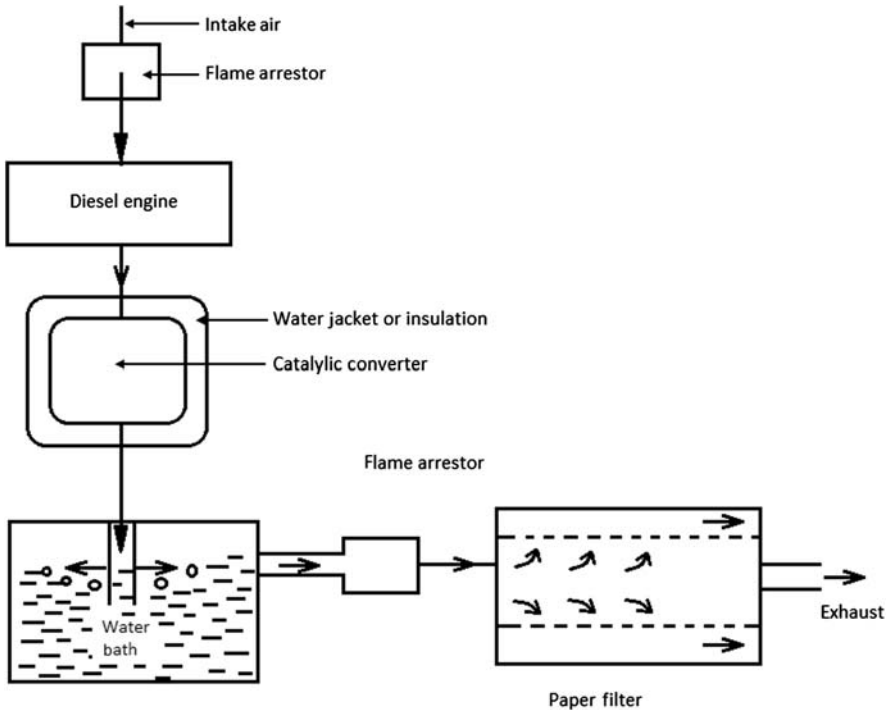 Intake air
Flame arrestor
Diesel engine
Water jacket or insulation
Catalylic converter
Flame arrestor
Water
bath
Exhaust
Paper filter